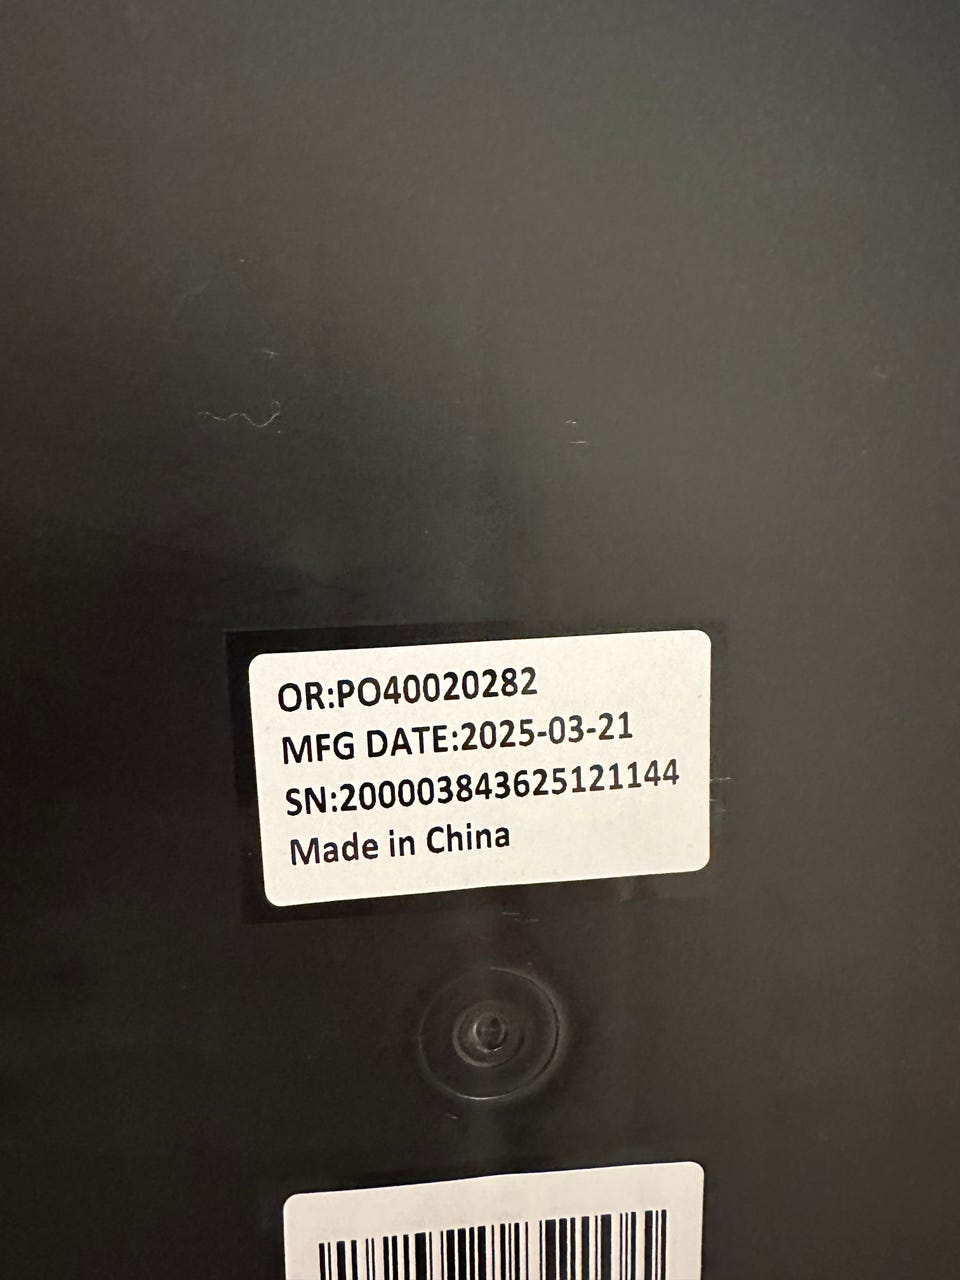 OR:PO40020282
MFG DATE:2025-03-21
SN:200003843625121144
Made in China